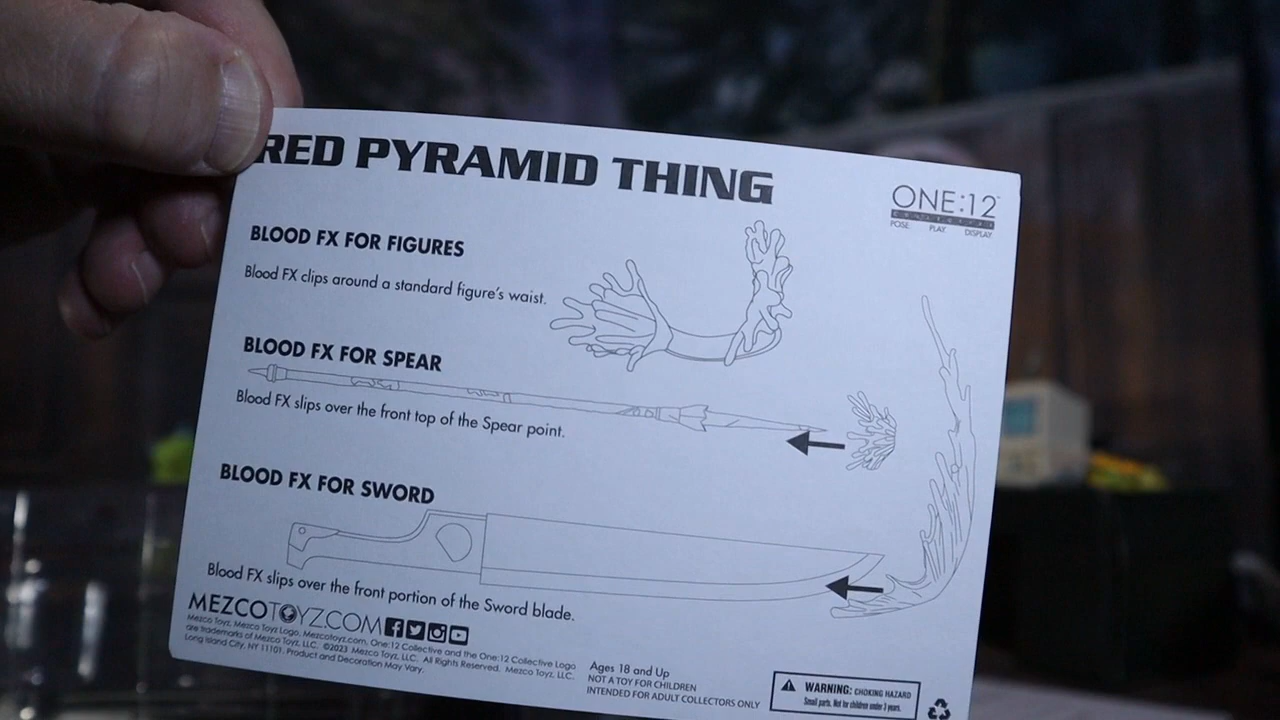 RED PYRAMID THING
ONE:12
COLLECTIVE
POSE PLAY DISPLAY
BLOOD FX FOR FIGURES
Blood FX clips around a standard figure's waist.
BLOOD FX FOR SPEAR
Blood FX slips over the front top of the Spear point.
BLOOD FX FOR SWORD
Blood FX slips over the front portion of the Sword blade.
MEZCOTOYZ.COM
Mezco Toyz, Mezco Toyz Logo, Mezcotoyz.com, One:12 Collective and the One:12 Collective Logo
are trademarks of Mezco Toyz, LLC. ©2023 Mezco Toyz, LLC. All Rights Reserved. Mezco Toyz, LLC.
Long Island City, NY 11101. Product and Decoration May Vary.
Ages 18 and Up
NOT A TOY FOR CHILDREN
INTENDED FOR ADULT COLLECTORS ONLY
WARNING: CHOKING HAZARD
Small parts. Not for children under 3 years.